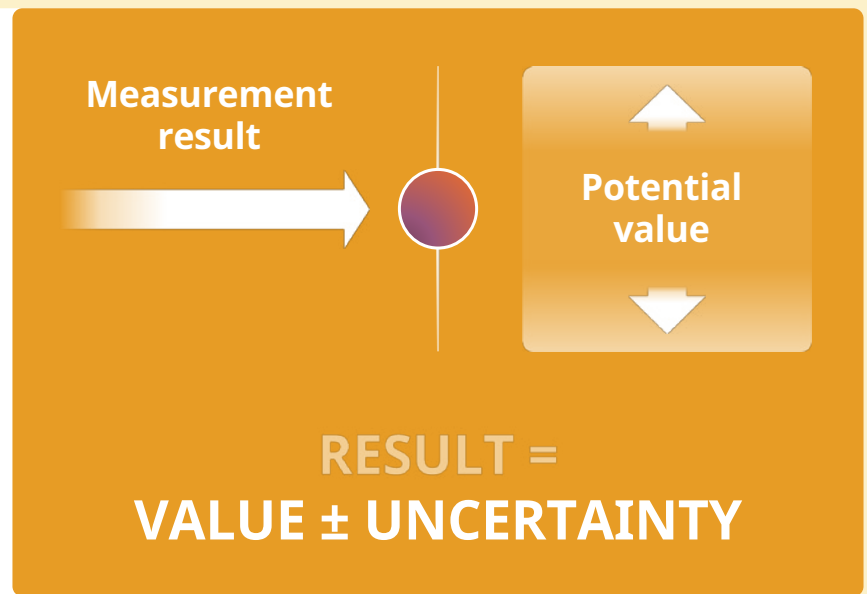 Measurement
result
Potential
value
RESULT =
VALUE ± UNCERTAINTY